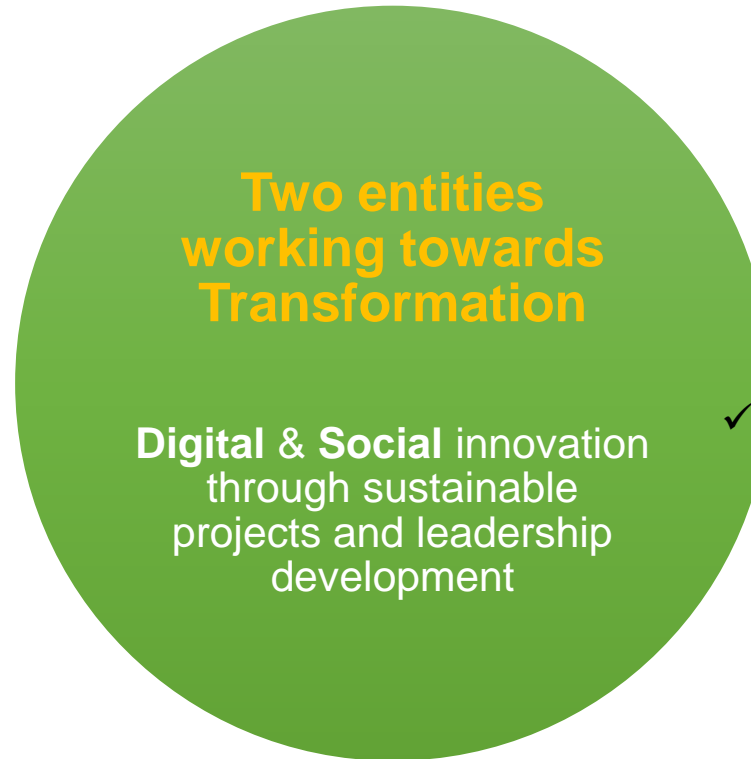 Two entities
working towards
Transformation
Digital & Social innovation
through sustainable
projects and leadership
development
✓